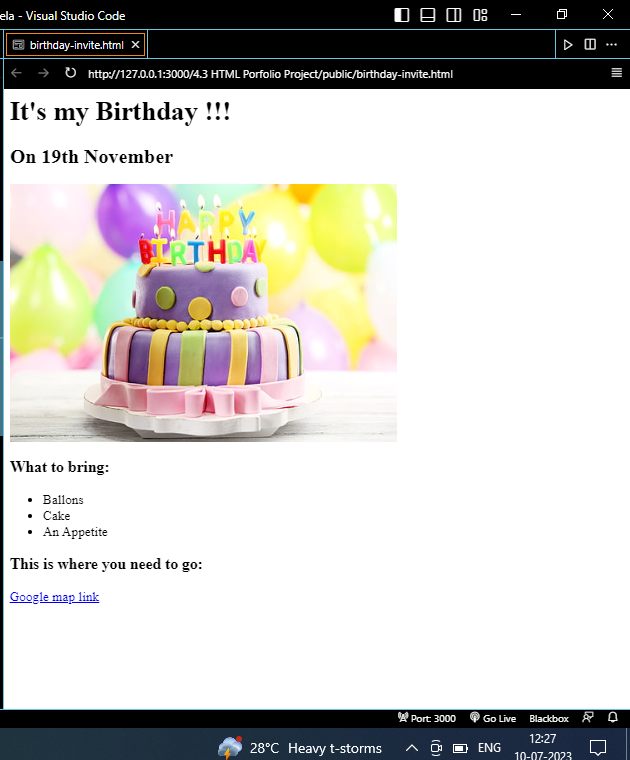 ela - Visual Studio Code
birthday-invite.html
http://127.0.0.1:3000/4.3 HTML Porfolio Project/public/birthday-invite.html
It's my Birthday !!!
On 19th November
HAPPY
BIRTHDAY
What to bring:
Ballons
Cake
An Appetite
This is where you need to go:
Google map link
Port: 3000 Go Live Blackbox
28°C Heavy t-storms ENG 12:27
10-07-2023